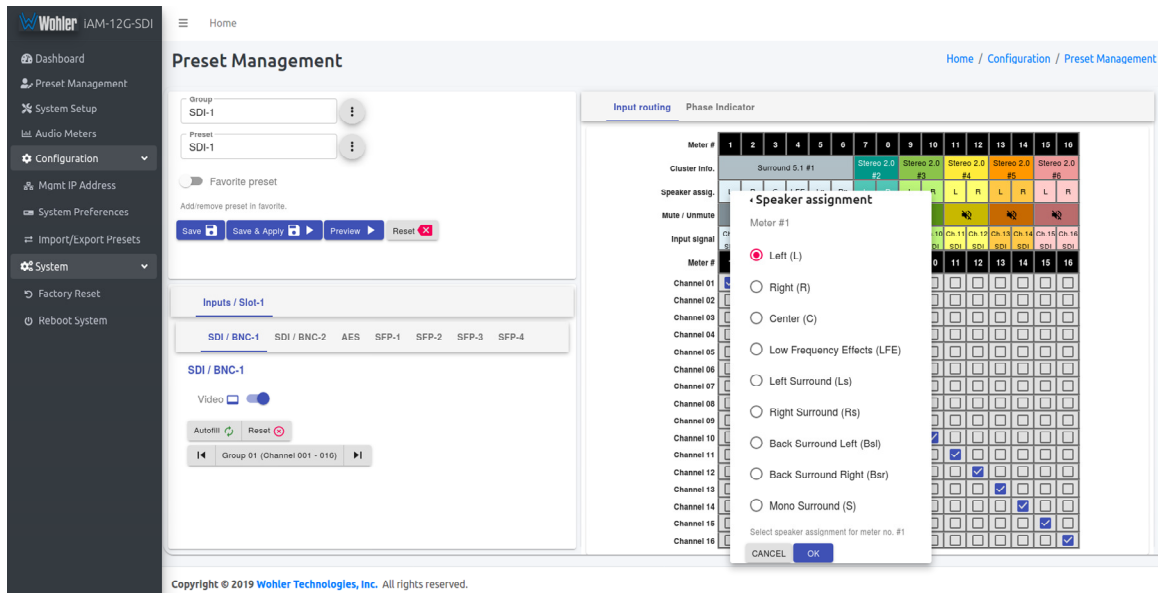 Wohler iAM-12G-SDI
Home
Dashboard
Preset Management
System Setup
Audio Meters
Configuration
Mgmt IP Address
System Preferences
Import/Export Presets
System
Factory Reset
Reboot System
Preset Management
Home / Configuration / Preset Management
Group
SDI-1
Preset
SDI-1
Favorite preset
Add/remove preset in favorite.
Save
Save & Apply
Preview
Reset
Inputs / Slot-1
SDI / BNC-1 SDI / BNC-2 AES SFP-1 SFP-2 SFP-3 SFP-4
SDI / BNC-1
Video
Autofill Reset
Group 01 (Channel 001 - 016)
Input routing Phase Indicator
Meter # 1 2 3 4 5 6 7 8 9 10 11 12 13 14 15 16
Cluster Info. Surround 5.1 #1 Stereo 2.0 #2 Stereo 2.0 #3 Stereo 2.0 #4 Stereo 2.0 #5 Stereo 2.0 #6
Speaker assig. L R L R L R
Mute / Unmute
Input signal Ch.11 Ch.12 Ch.13 Ch.14 Ch.15 Ch.16
SDI SDI SDI SDI SDI SDI
Meter # 11 12 13 14 15 16
Channel 01
Channel 02
Channel 03
Channel 04
Channel 05
Channel 06
Channel 07
Channel 08
Channel 09
Channel 10
Channel 11
Channel 12
Channel 13
Channel 14
Channel 15
Channel 16
Speaker assignment
Meter #1
Left (L)
Right (R)
Center (C)
Low Frequency Effects (LFE)
Left Surround (Ls)
Right Surround (Rs)
Back Surround Left (Bsl)
Back Surround Right (Bsr)
Mono Surround (S)
Select speaker assignment for meter no. #1
CANCEL OK
Copyright © 2019 Wohler Technologies, Inc. All rights reserved.